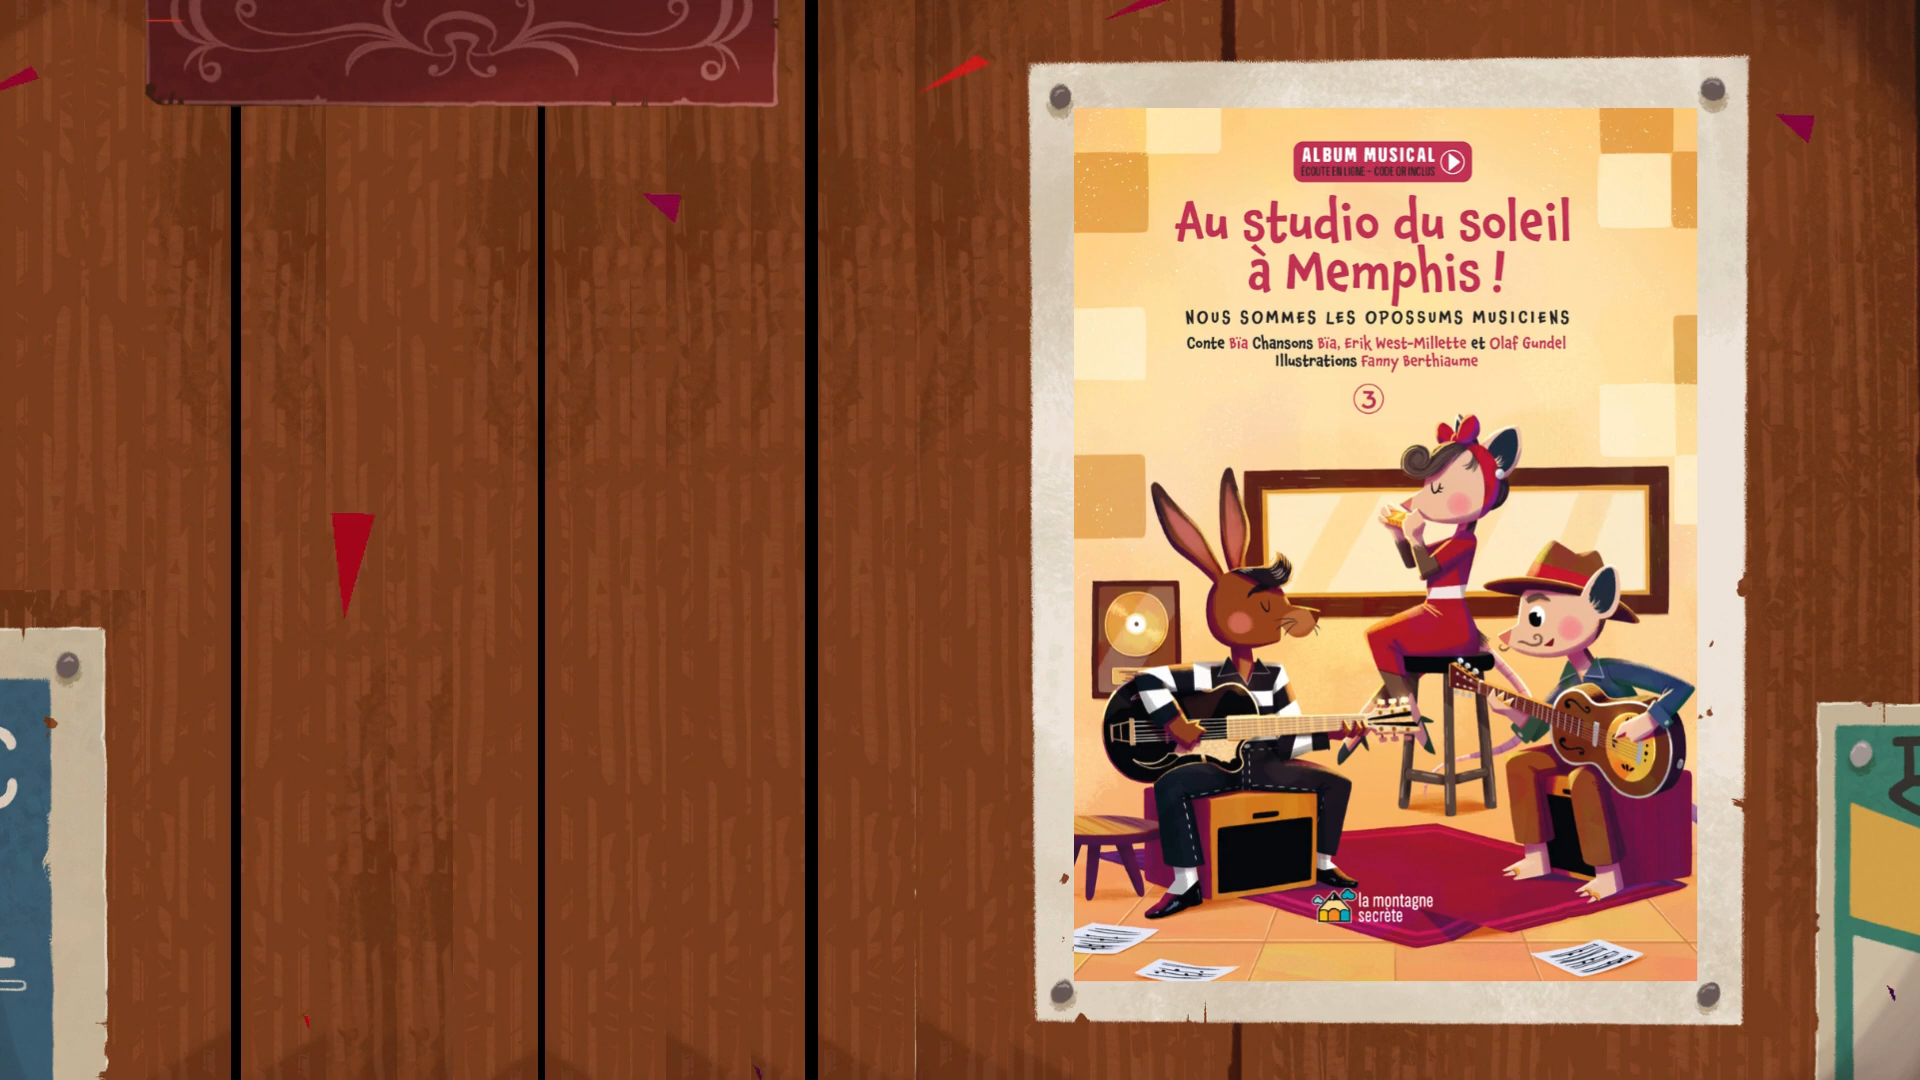 ALBUM MUSICAL
ÉCOUTE EN LIGNE - CODE QR INCLUS
Au studio du soleil
à Memphis !
NOUS SOMMES LES OPOSSUMS MUSICIENS
Conte Bïa Chansons Bïa, Erik West-Millette et Olaf Gundel
Illustrations Fanny Berthiaume
3
la montagne
secrète